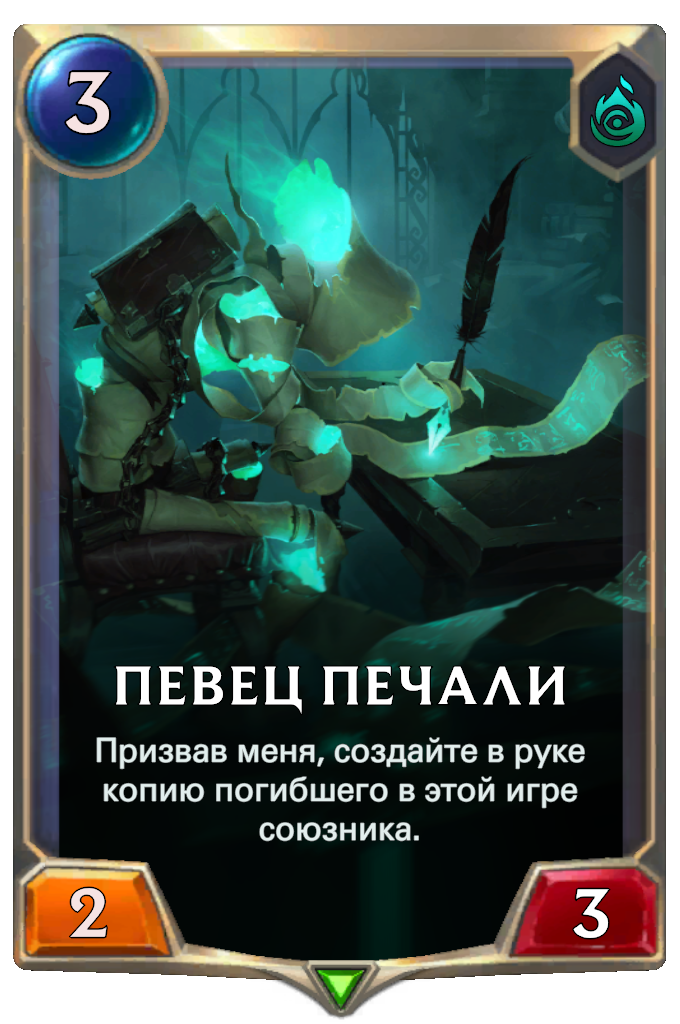 3
ПЕВЕЦ ПЕЧАЛИ
Призвав меня, создайте в руке
копию погибшего в этой игре
союзника.
2
3